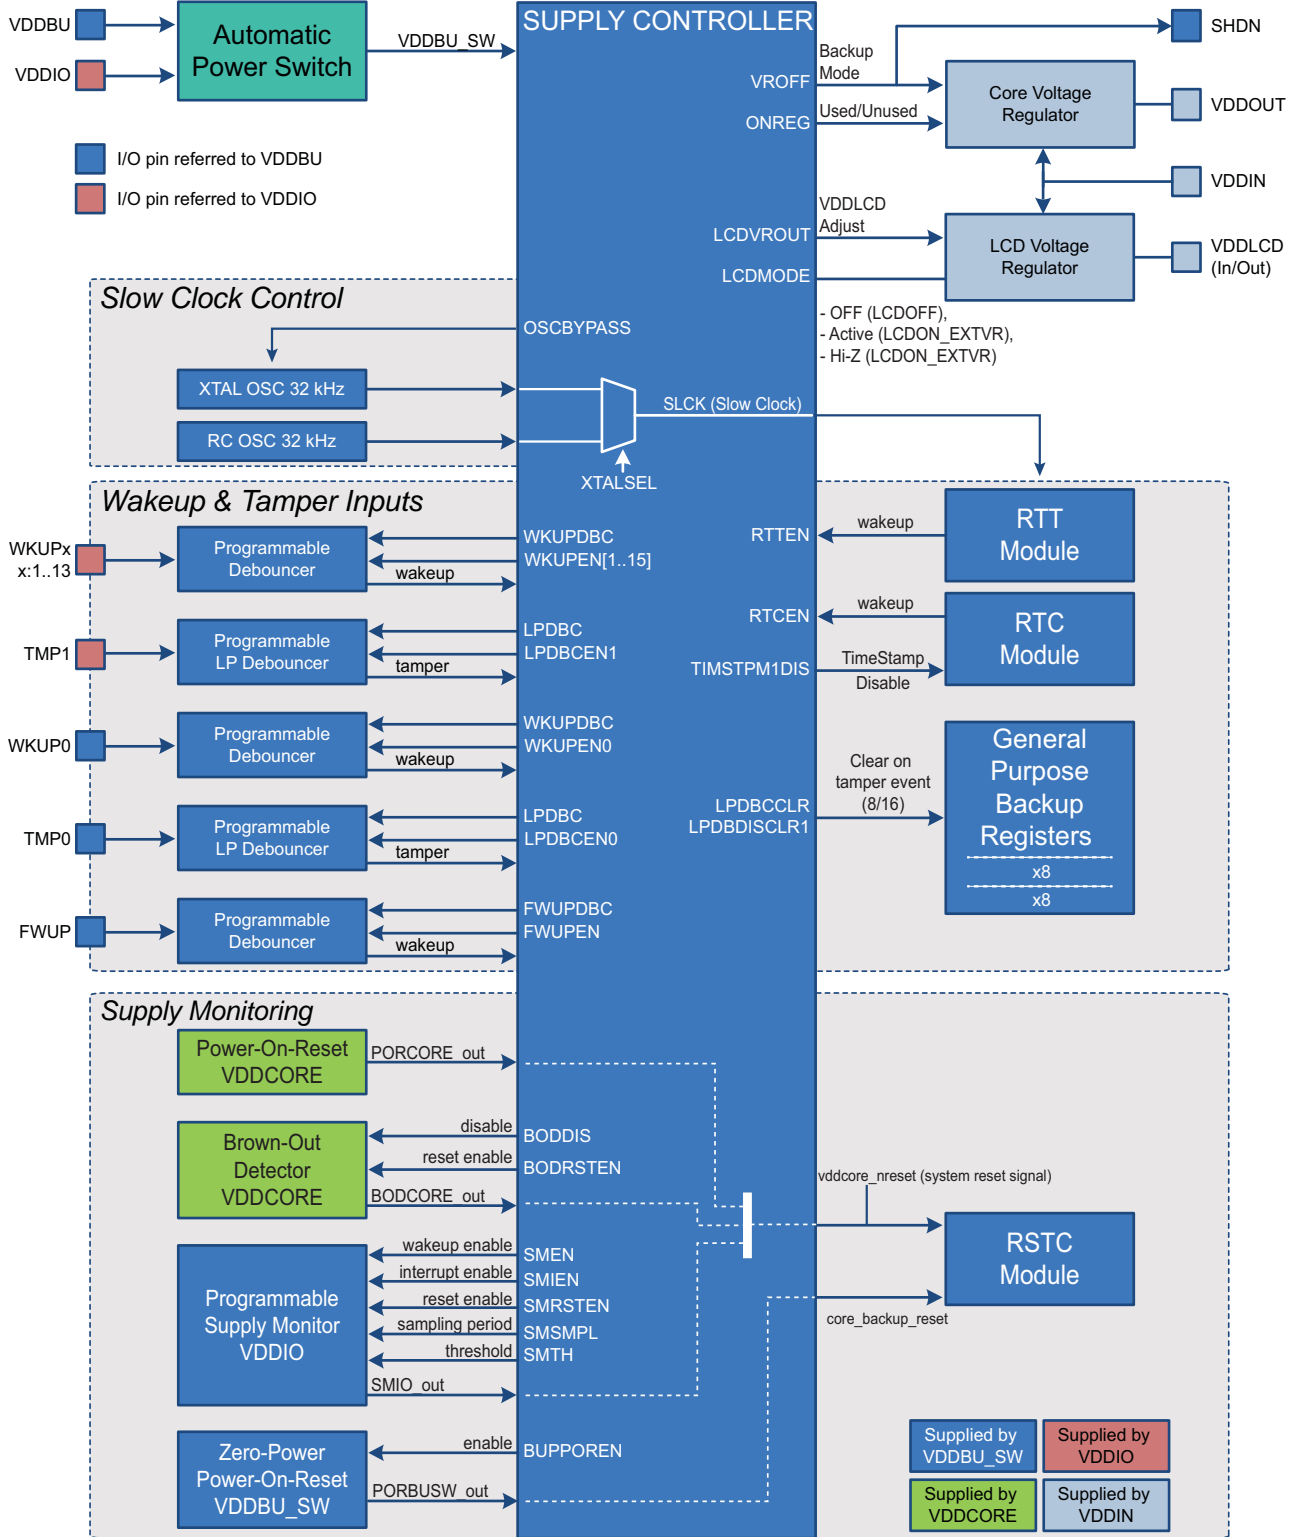 SUPPLY CONTROLLER
VDDBU
VDDIO
Automatic
Power Switch
VDDBU_SW
I/O pin referred to VDDBU
I/O pin referred to VDDIO
Backup
Mode
VROFF
ONREG
Used/Unused
Core Voltage
Regulator
SHDN
VDDOUT
VDDIN
VDDLCD
Adjust
LCDVROUT
LCDMODE
LCD Voltage
Regulator
VDDLCD
(In/Out)
- OFF (LCDOFF),
- Active (LCDON_EXTVR),
- Hi-Z (LCDON_EXTVR)
Slow Clock Control
OSCBYPASS
XTAL OSC 32 kHz
RC OSC 32 kHz
SLCK (Slow Clock)
XTALSEL
Wakeup & Tamper Inputs
WKUPx
x:1..13
Programmable
Debouncer
WKUPDBC
WKUPEN[1..15]
wakeup
TMP1
Programmable
LP Debouncer
LPDBC
LPDBCEN1
tamper
WKUP0
Programmable
Debouncer
WKUPDBC
WKUPEN0
wakeup
TMP0
Programmable
LP Debouncer
LPDBC
LPDBCEN0
tamper
FWUP
Programmable
Debouncer
FWUPDBC
FWUPEN
wakeup
RTTEN
wakeup
RTT
Module
RTCEN
wakeup
TIMSTPM1DIS
TimeStamp
Disable
RTC
Module
LPDBCCLR
LPDBDISCLR1
Clear on
tamper event
(8/16)
General
Purpose
Backup
Registers
x8
x8
Supply Monitoring
Power-On-Reset
VDDCORE
PORCORE_out
Brown-Out
Detector
VDDCORE
disable
BODDIS
reset enable
BODRSTEN
BODCORE_out
Programmable
Supply Monitor
VDDIO
wakeup enable
SMEN
interrupt enable
SMIEN
reset enable
SMRSTEN
sampling period
SMSMPL
threshold
SMTH
SMIO_out
Zero-Power
Power-On-Reset
VDDBU_SW
enable
BUPPOREN
PORBUSW_out
vddcore_nreset (system reset signal)
RSTC
Module
core_backup_reset
Supplied by
VDDBU_SW
Supplied by
VDDIO
Supplied by
VDDCORE
Supplied by
VDDIN